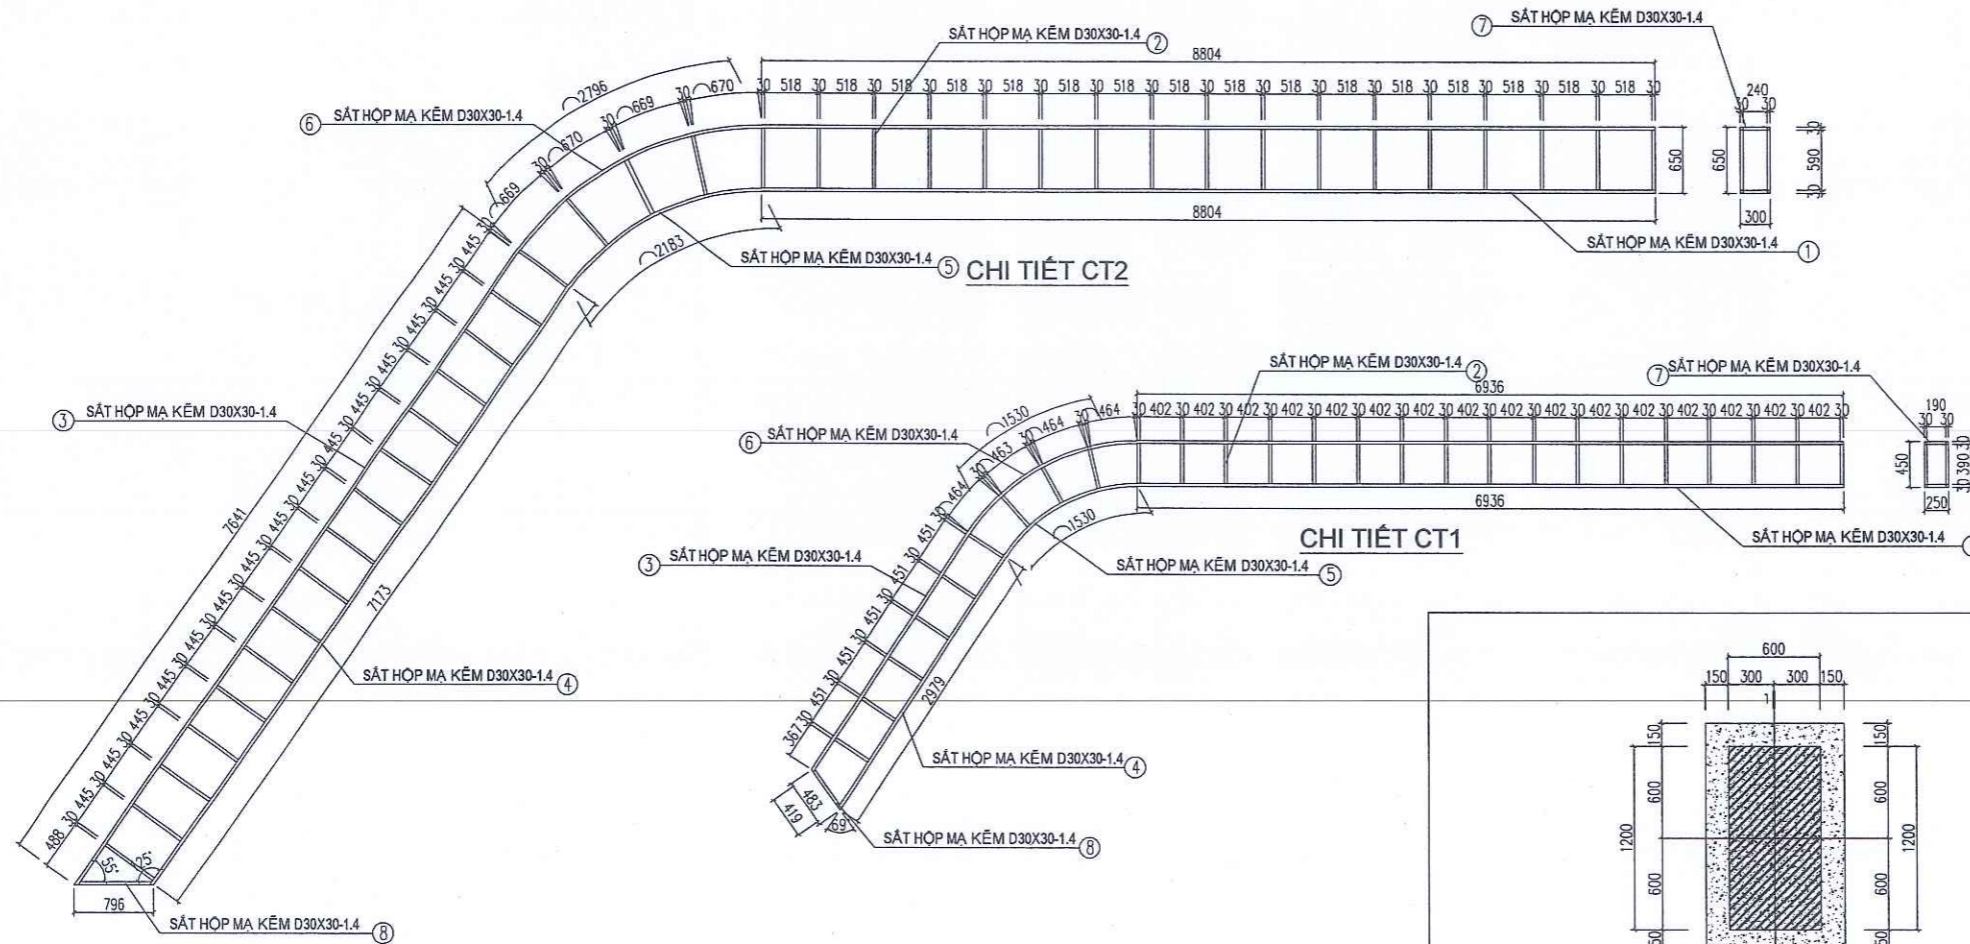 SẮT HỘP MẠ KẼM D30X30-1.4 ⑦
SẮT HỘP MẠ KẼM D30X30-1.4 ②
8804
30 518 30 518 30 518 30 518 30 518 30 518 30 518 30 518 30 518 30 518 30 518 30 518 30 518 30 518 30 518 30 518 30
240
30 30
2796
669 30 670 30 669 30 670
⑥ SẮT HỘP MẠ KẼM D30X30-1.4
650
650
30 590 30
300
8804
SẮT HỘP MẠ KẼM D30X30-1.4 ①
2183
SẮT HỘP MẠ KẼM D30X30-1.4 ⑤
CHI TIẾT CT2
③ SẮT HỘP MẠ KẼM D30X30-1.4
7641
488 30 445 30 445 30 445 30 445 30 445 30 445 30 445 30 445 30 445 30 445 30 445 30 445 30 445 30 445 30 445 30
7173
SẮT HỘP MẠ KẼM D30X30-1.4 ④
55°
25°
796
SẮT HỘP MẠ KẼM D30X30-1.4 ⑧
SẮT HỘP MẠ KẼM D30X30-1.4 ②
⑦ SẮT HỘP MẠ KẼM D30X30-1.4
6936
30 402 30 402 30 402 30 402 30 402 30 402 30 402 30 402 30 402 30 402 30 402 30 402 30 402 30 402 30 402 30 402 30
190
30 30
1530
464 30 463 30 464 30 464
⑥ SẮT HỘP MẠ KẼM D30X30-1.4
450
30 390 30
250
6936
SẮT HỘP MẠ KẼM D30X30-1.4
1530
SẮT HỘP MẠ KẼM D30X30-1.4 ⑤
CHI TIẾT CT1
③ SẮT HỘP MẠ KẼM D30X30-1.4
367 30 451 30 451 30 451 30 451 30 451 30
2979
SẮT HỘP MẠ KẼM D30X30-1.4 ④
483
419
69°
SẮT HỘP MẠ KẼM D30X30-1.4 ⑧
600
150 300 300 150
1
150 600 600
1200
150 600 600
1200